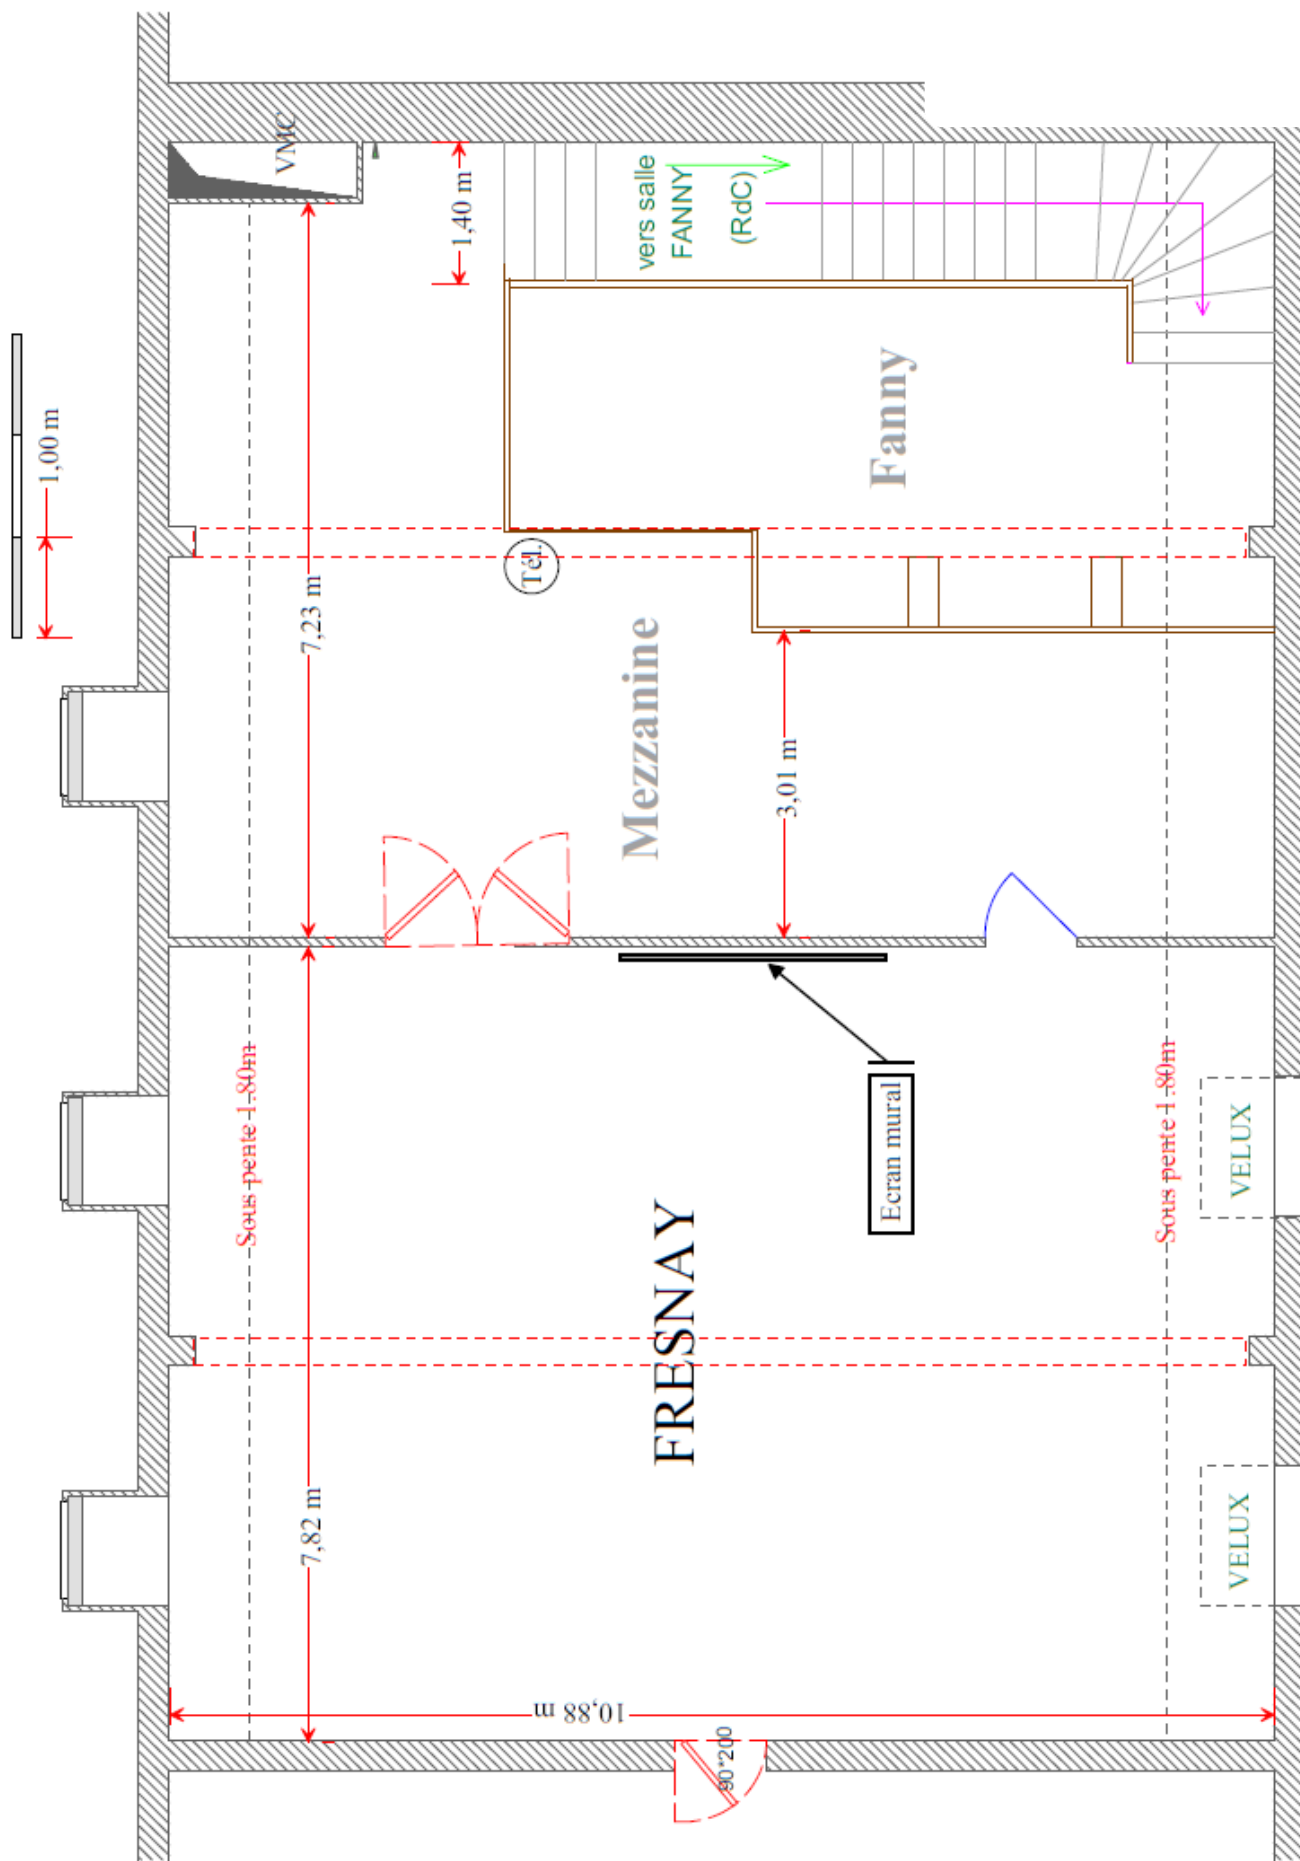 VMC
1,40 m
vers salle
FANNY
(RdC)
1,00 m
Fanny
7,23 m
Tél.
Mezzanine
3,01 m
Sous pente 1.80m
Sous pente 1.80m
Ecran mural
VELUX
FRESNAY
7,82 m
VELUX
10,88 m
90*200